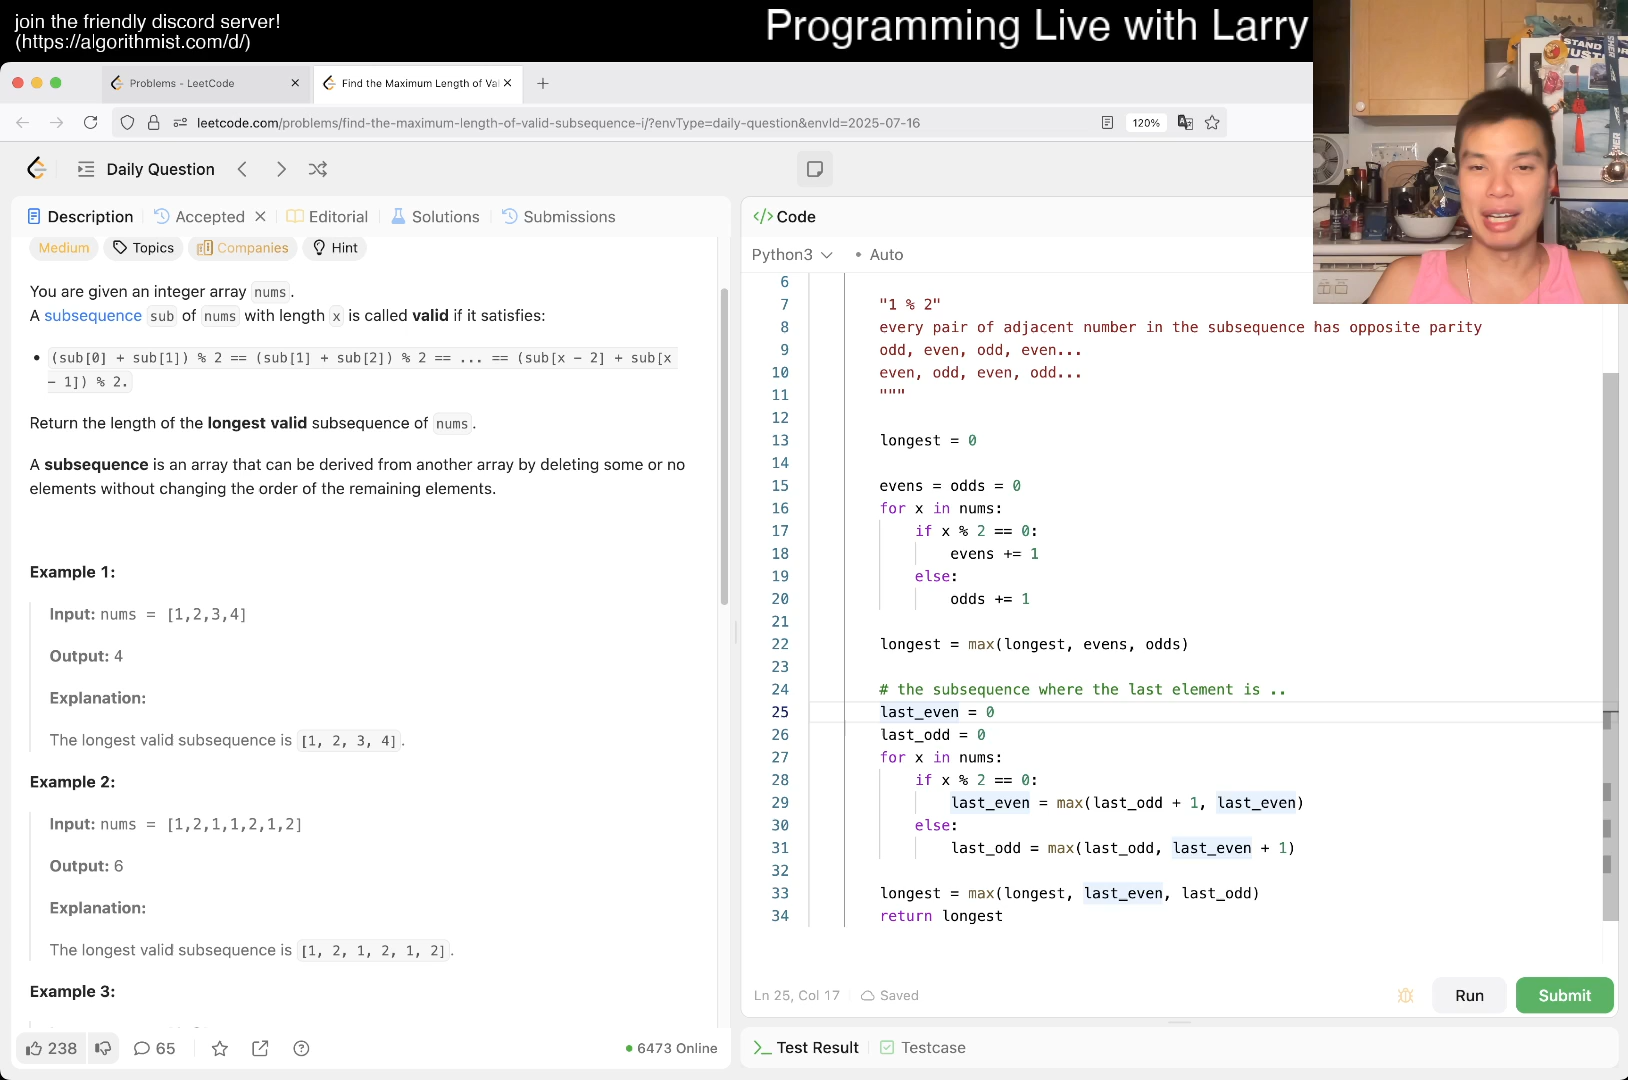 join the friendly discord server!
(https://algorithmist.com/d/)
Programming Live with Larry
Problems - LeetCode
Find the Maximum Length of Val
leetcode.com/problems/find-the-maximum-length-of-valid-subsequence-i/?envType=daily-question&envId=2025-07-16
120%
Daily Question
Description
Accepted
Editorial
Solutions
Submissions
Medium
Topics
Companies
Hint
You are given an integer array nums.
A subsequence sub of nums with length x is called valid if it satisfies:
• (sub[0] + sub[1]) % 2 == (sub[1] + sub[2]) % 2 == ... == (sub[x - 2] + sub[x
- 1]) % 2.
Return the length of the longest valid subsequence of nums.
A subsequence is an array that can be derived from another array by deleting some or no
elements without changing the order of the remaining elements.
Example 1:
Input: nums = [1,2,3,4]
Output: 4
Explanation:
The longest valid subsequence is [1, 2, 3, 4].
Example 2:
Input: nums = [1,2,1,1,2,1,2]
Output: 6
Explanation:
The longest valid subsequence is [1, 2, 1, 2, 1, 2].
Example 3:
238
65
6473 Online
</> Code
Python3
• Auto
6
7 "1 % 2"
8 every pair of adjacent number in the subsequence has opposite parity
9 odd, even, odd, even...
10 even, odd, even, odd...
11 """
12
13 longest = 0
14
15 evens = odds = 0
16 for x in nums:
17 if x % 2 == 0:
18 evens += 1
19 else:
20 odds += 1
21
22 longest = max(longest, evens, odds)
23
24 # the subsequence where the last element is ..
25 last_even = 0
26 last_odd = 0
27 for x in nums:
28 if x % 2 == 0:
29 last_even = max(last_odd + 1, last_even)
30 else:
31 last_odd = max(last_odd, last_even + 1)
32
33 longest = max(longest, last_even, last_odd)
34 return longest
Ln 25, Col 17
Saved
Run
Submit
Test Result
Testcase
STAND